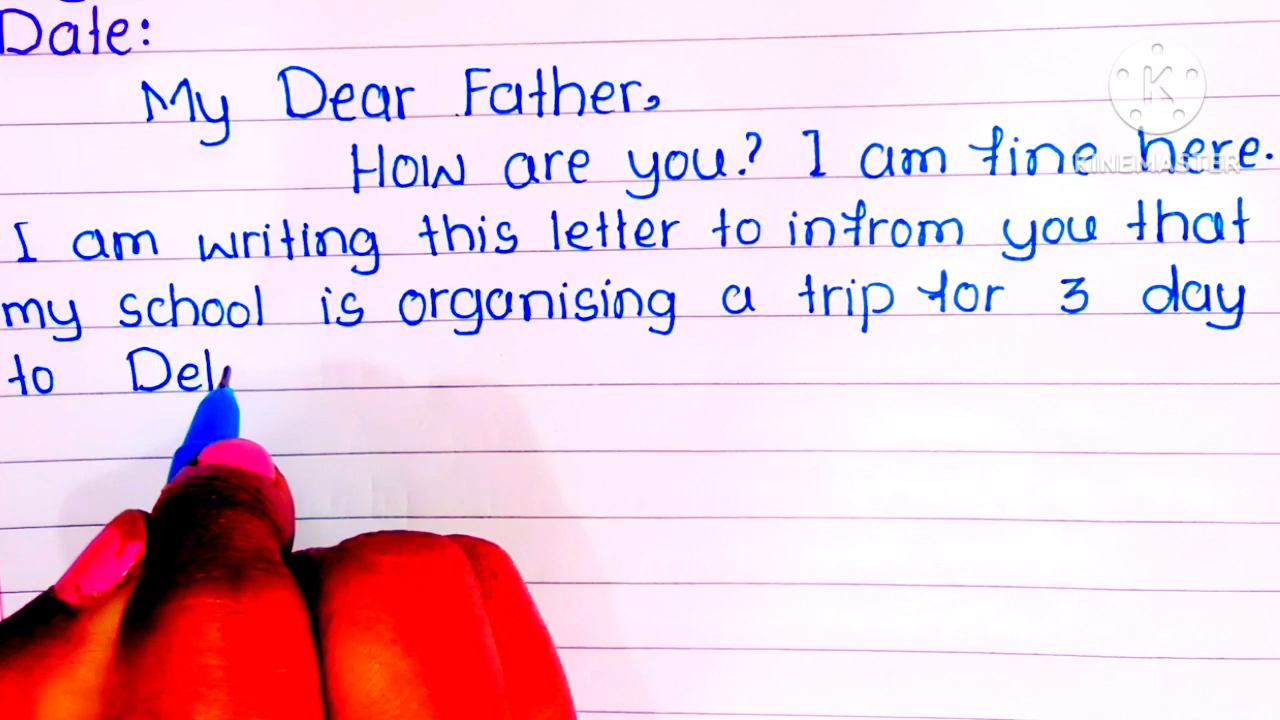 Date:
My Dear Father,
How are you? I am fine here.
I am writing this letter to infrom you that
my school is organising a trip for 3 day
to Del
K
KINEMASTER